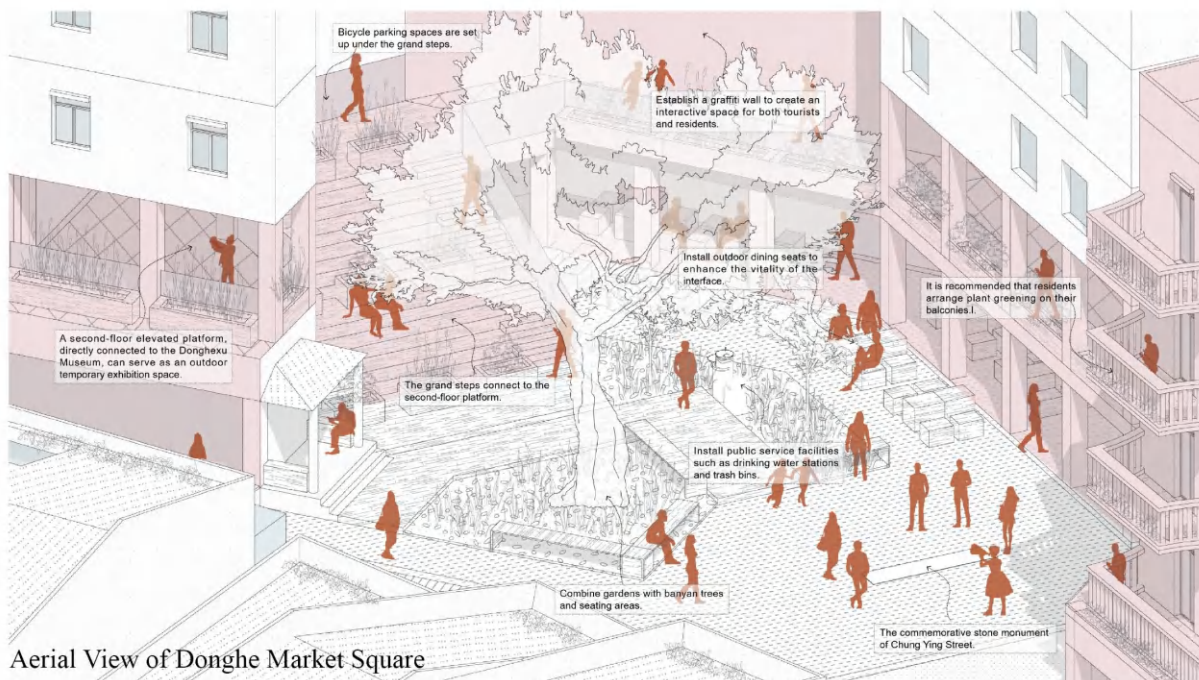 Bicycle parking spaces are set
up under the grand steps.
Establish a graffiti wall to create an
interactive space for both tourists
and residents.
Install outdoor dining seats to
enhance the vitality of the
interface.
It is recommended that residents
arrange plant greening on their
balconies.I.
A second-floor elevated platform,
directly connected to the Donghexu
Museum, can serve as an outdoor
temporary exhibition space.
The grand steps connect to the
second-floor platform.
Install public service facilities
such as drinking water stations
and trash bins.
Combine gardens with banyan trees
and seating areas.
The commemorative stone monument
of Chung Ying Street.
Aerial View of Donghe Market Square